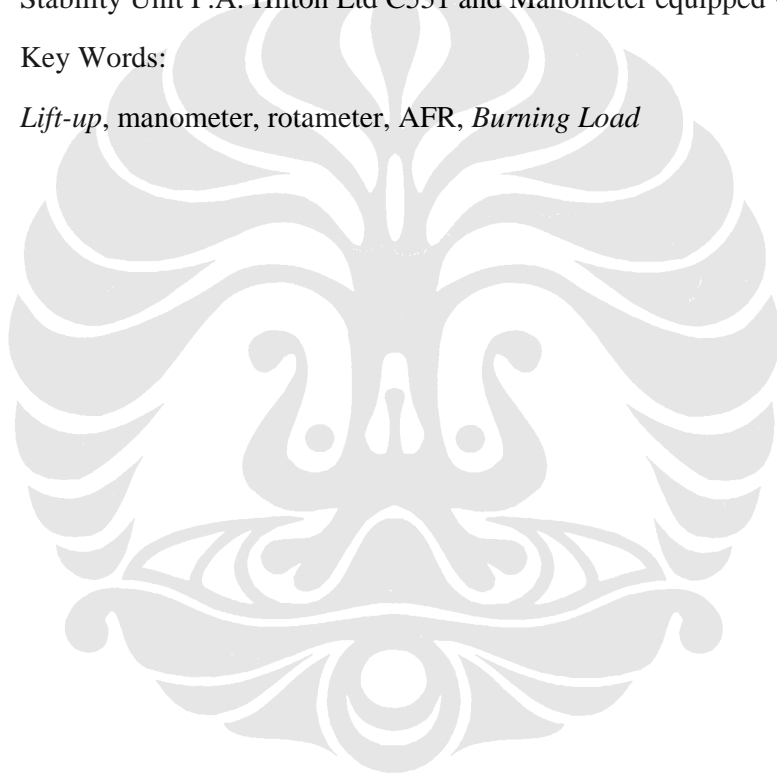 Stability Unit P.A. Hilton Ltd C551 and Manometer equipped
Key Words:
Lift-up, manometer, rotameter, AFR, Burning Load